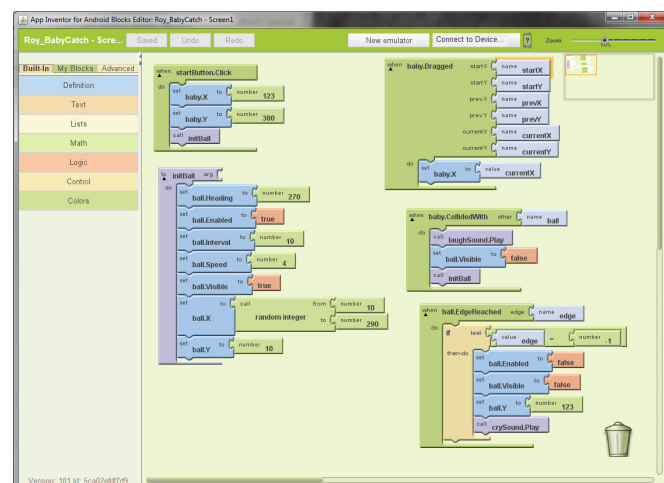 App Inventor for Android Blocks Editor: Roy_BabyCatch - Screen1
Roy_BabyCatch - Scre... Saved Undo Redo New emulator Connect to Device... ? Zoom
Built-In My Blocks Advanced
Definition
Text
Lists
Math
Logic
Control
Colors
when startButton.Click
do set baby.X to number 123
set baby.Y to number 380
call initBall
to initBall arg
do set ball.Heading to number 270
set ball.Enabled to true
set ball.Interval to number 10
set ball.Speed to number 4
set ball.Visible to true
set ball.X to call random integer from number 10
to number 290
set ball.Y to number 10
when baby.Dragged startX name startX
startY name startY
prevX name prevX
prevY name prevY
currentX name currentX
currentY name currentY
do set baby.X to value currentX
when baby.CollidedWith other name ball
do call laughSound.Play
set ball.Visible to false
call initBall
when ball.EdgeReached edge name edge
do if test value edge = number -1
then-do set ball.Enabled to false
set ball.Visible to false
set ball.Y to number 123
call crySound.Play
Version: 101 Id: 5ca02efdf7d9